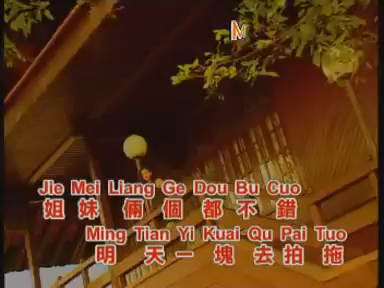 M
Jie Mei Liang Ge Dou Bu Cuo
姐 妹 倆 個 都 不 錯
Ming Tian Yi Kuai Qu Pai Tuo
明 天 一 塊 去 拍 拖